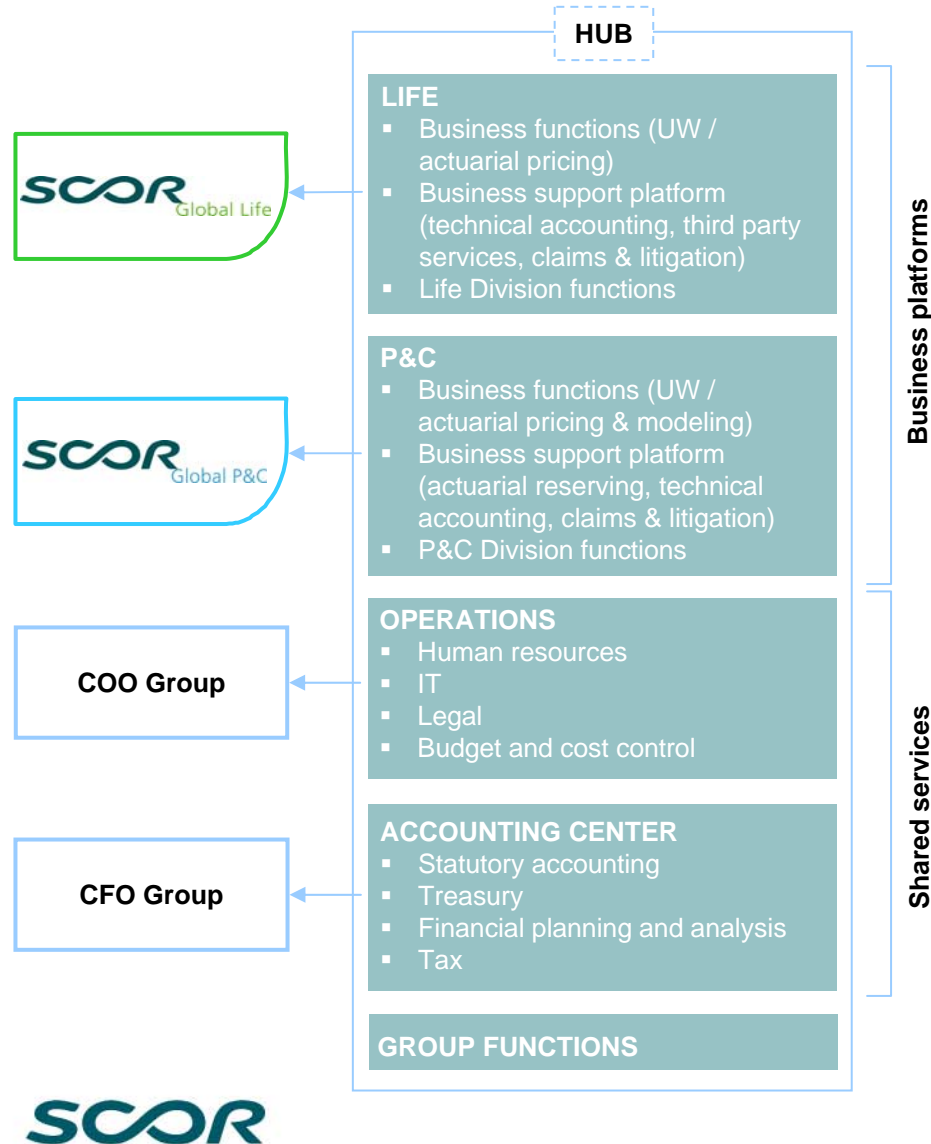 HUB
LIFE
▪ Business functions (UW /
actuarial pricing)
▪ Business support platform
(technical accounting, third party
services, claims & litigation)
▪ Life Division functions
SCOR
Global Life
P&C
▪ Business functions (UW /
actuarial pricing & modeling)
▪ Business support platform
(actuarial reserving, technical
accounting, claims & litigation)
▪ P&C Division functions
SCOR
Global P&C
Business platforms
OPERATIONS
▪ Human resources
▪ IT
▪ Legal
▪ Budget and cost control
COO Group
ACCOUNTING CENTER
▪ Statutory accounting
▪ Treasury
▪ Financial planning and analysis
▪ Tax
CFO Group
Shared services
GROUP FUNCTIONS
SCOR